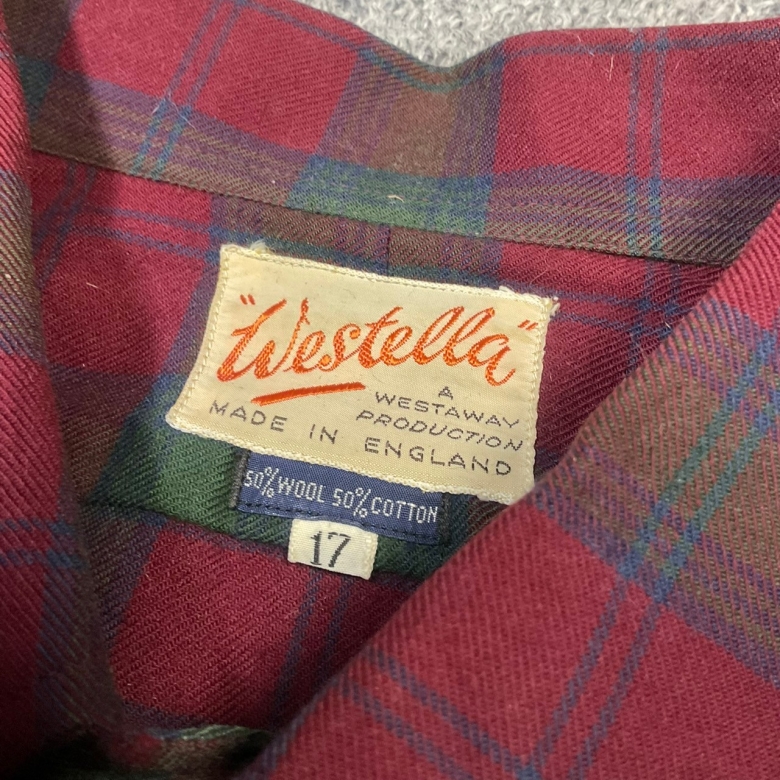 "Westella"
A
WESTAWAY
PRODUCTION
MADE IN ENGLAND
50% WOOL 50% COTTON
17